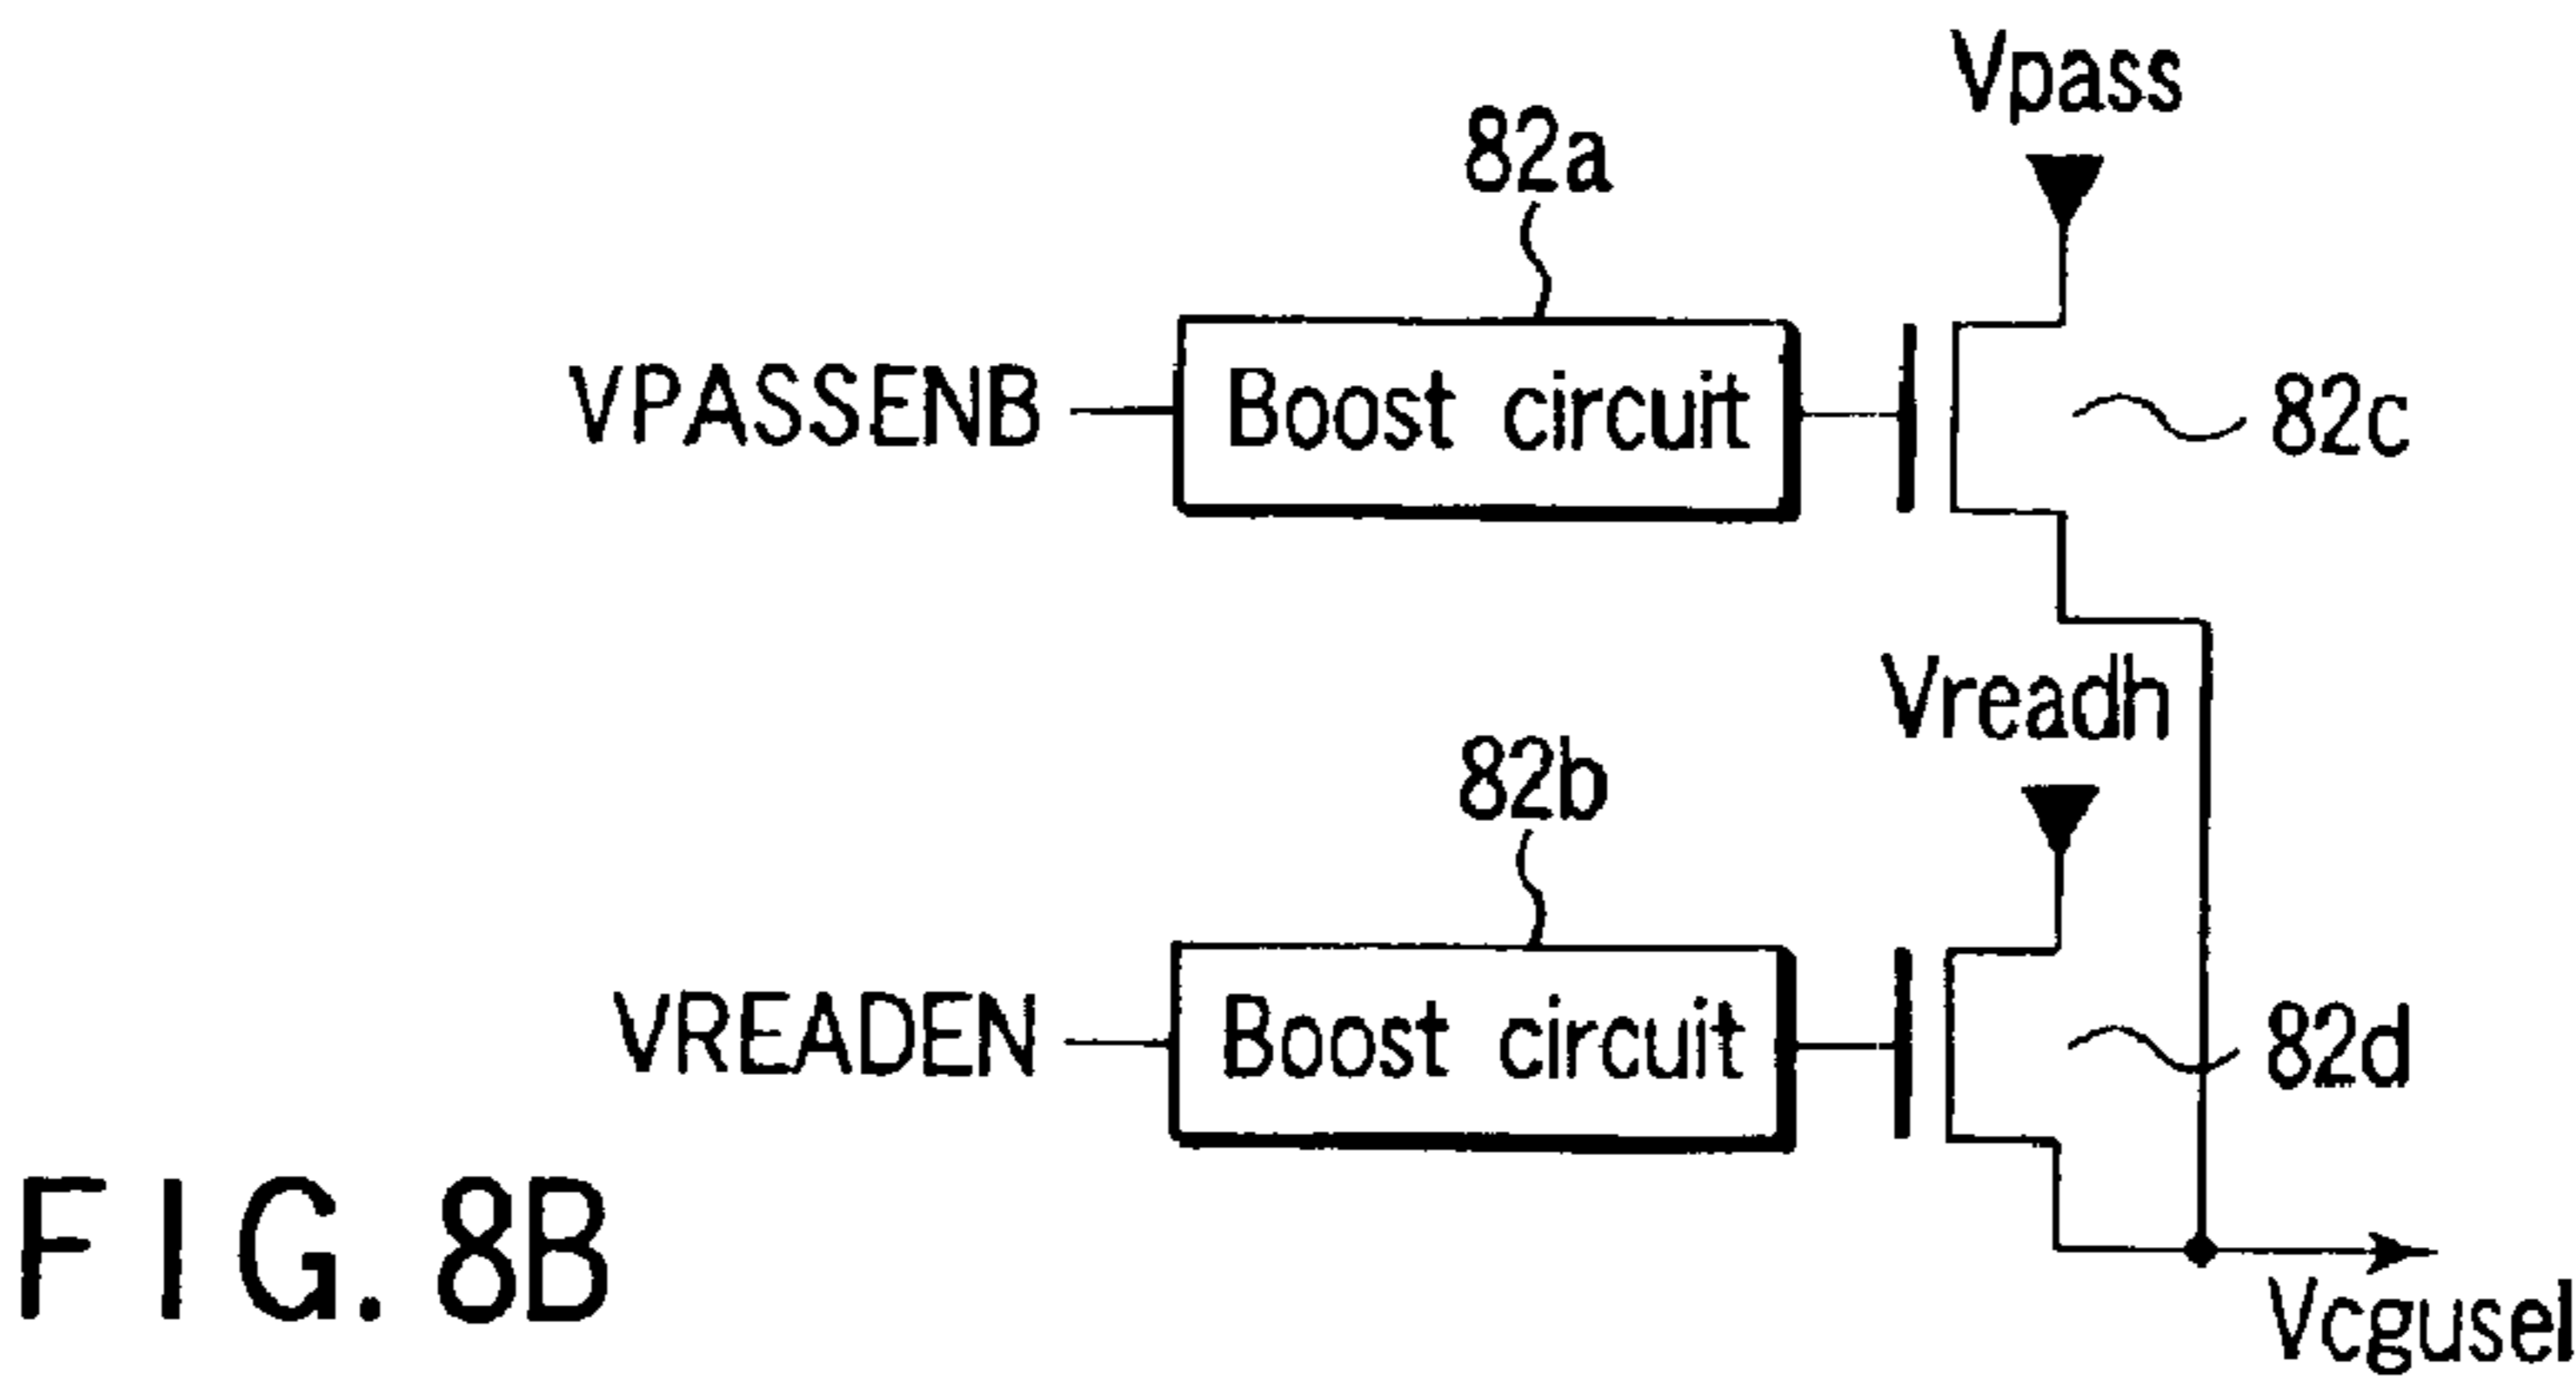 Vpass
82a
VPASSENB
Boost circuit
82c
Vreadh
82b
VREADEN
Boost circuit
82d
FIG. 8B
Vcgusel